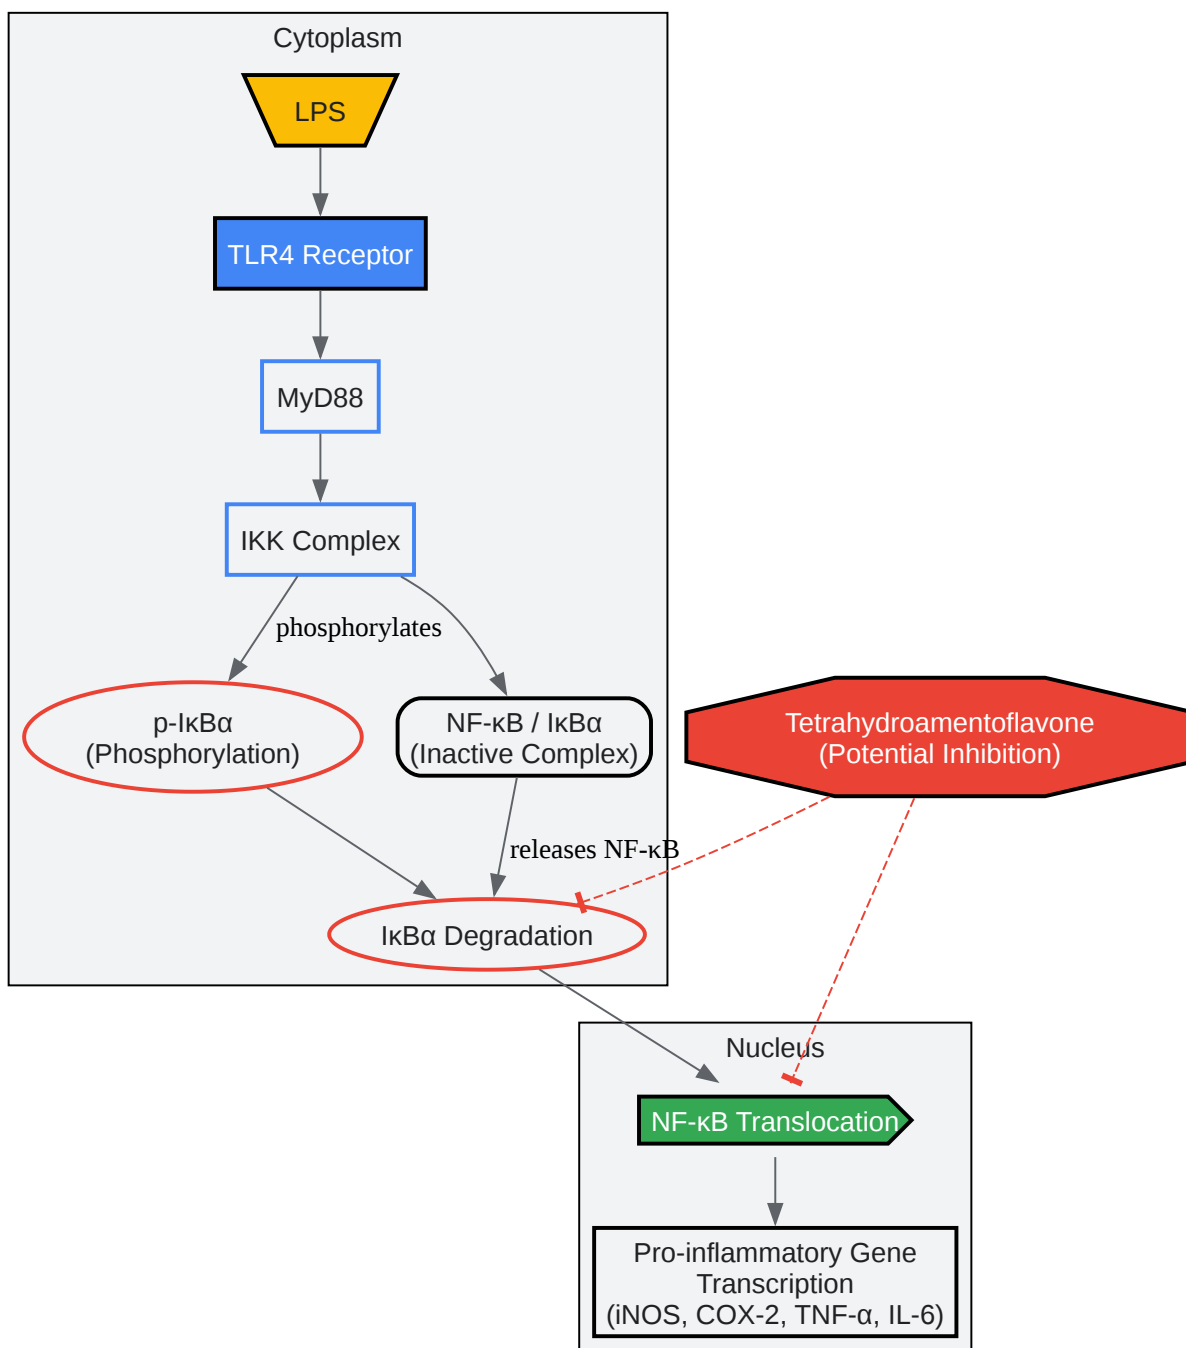 Cytoplasm
LPS
TLR4 Receptor
MyD88
IKK Complex
phosphorylates
p-IκBα
(Phosphorylation)
NF-κB / IκBα
(Inactive Complex)
Tetrahydroamentoflavone
(Potential Inhibition)
releases NF-κB
IκBα Degradation
Nucleus
NF-κB Translocation
Pro-inflammatory Gene
Transcription
(iNOS, COX-2, TNF-α, IL-6)